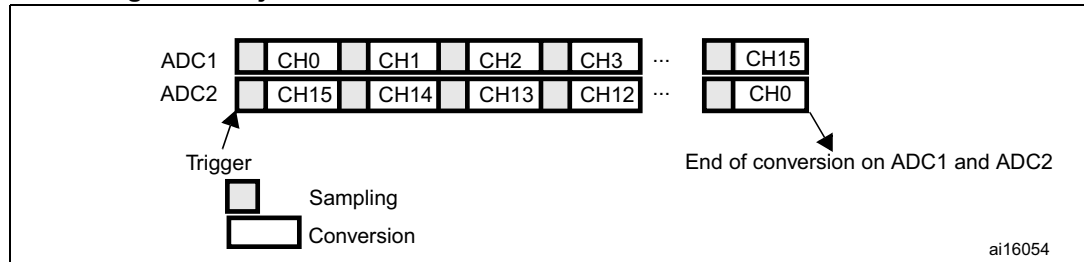 ADC1 CH0 CH1 CH2 CH3 ... CH15
ADC2 CH15 CH14 CH13 CH12 ... CH0
Trigger
End of conversion on ADC1 and ADC2
Sampling
Conversion
ai16054